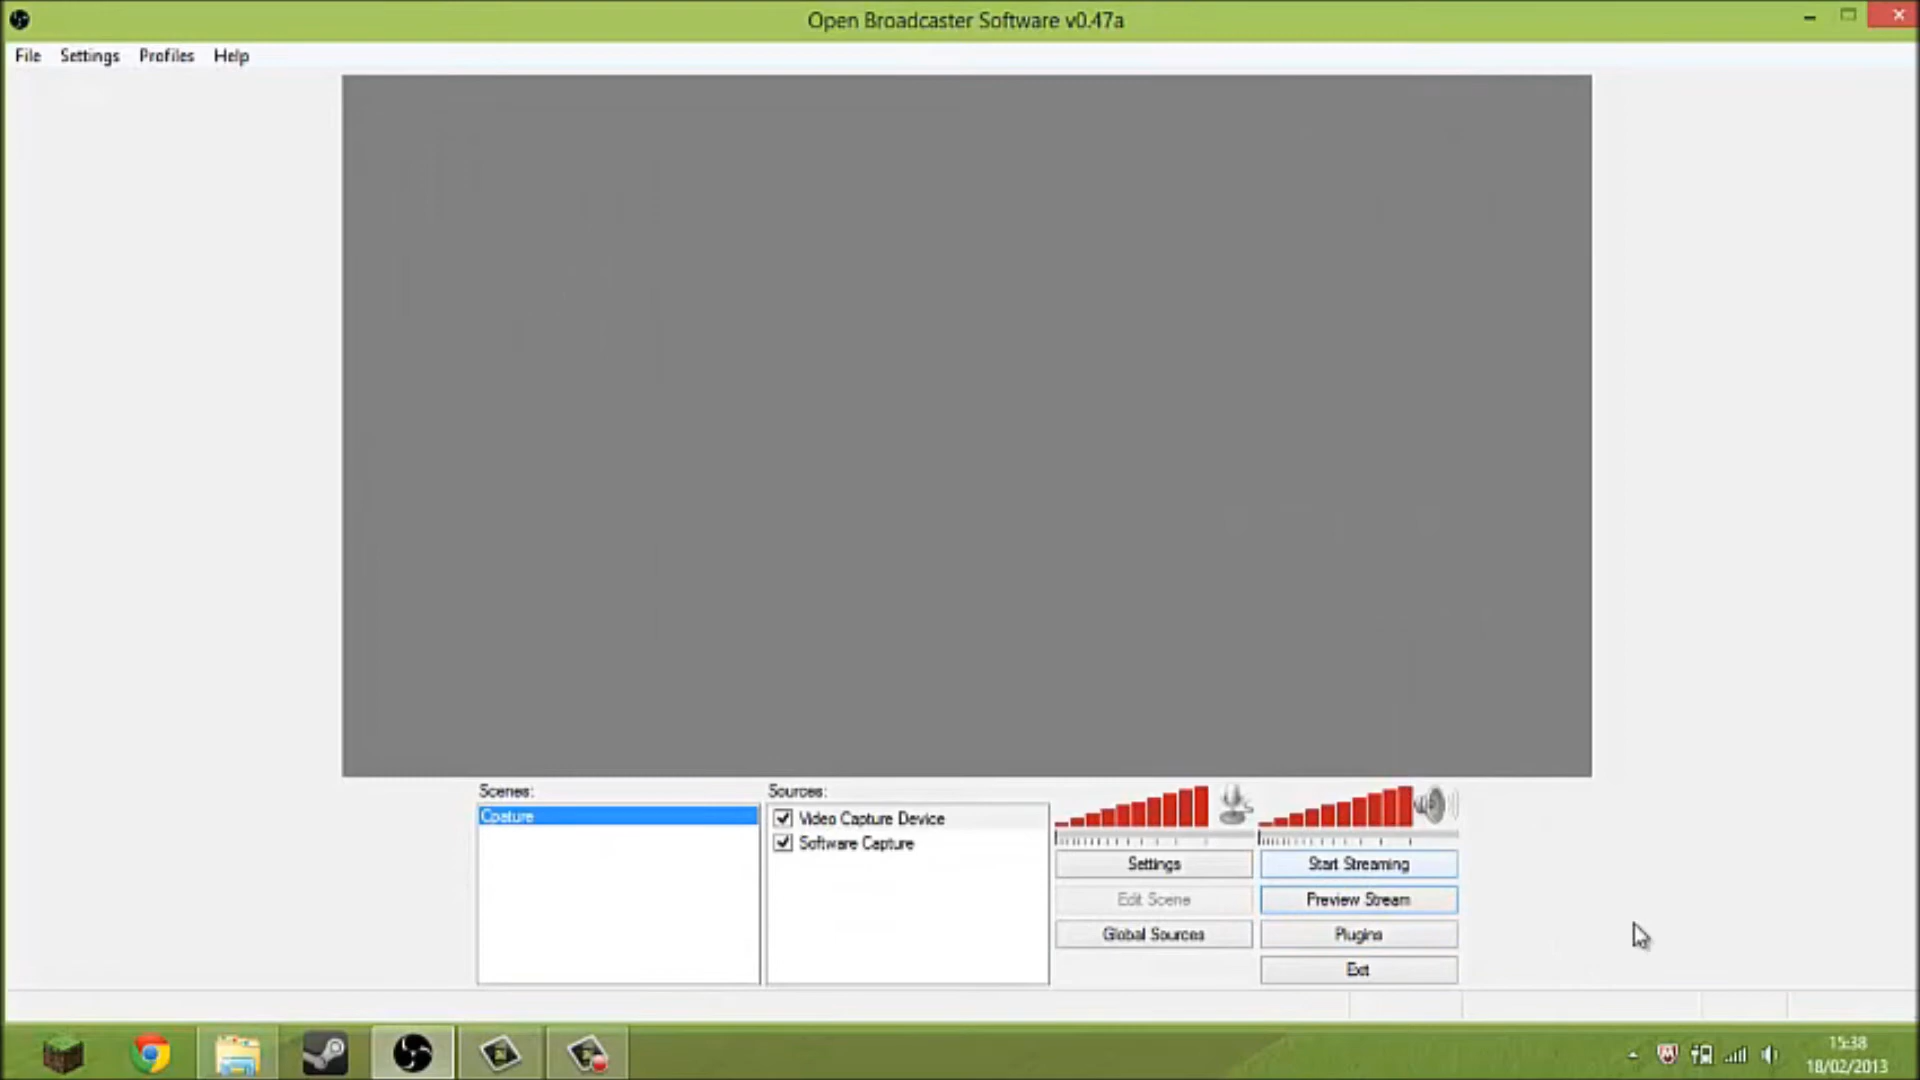 Open Broadcaster Software v0.47a
File Settings Profiles Help
Scenes:
Cpature
Sources:
Video Capture Device
Software Capture
Settings
Start Streaming
Edit Scene
Preview Stream
Global Sources
Plugins
Exit
15:38
18/02/2013